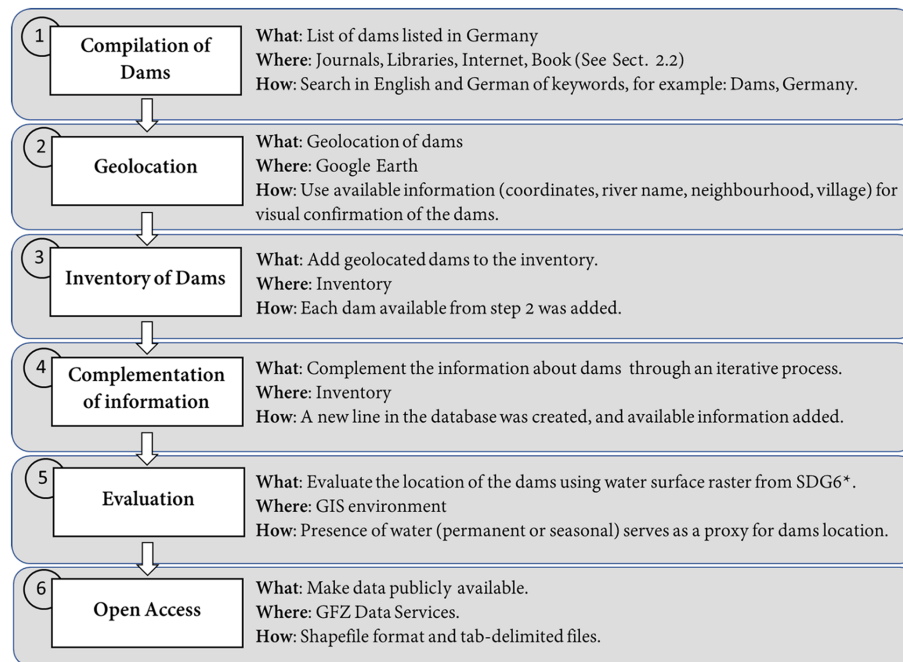 1
Compilation of
Dams
What: List of dams listed in Germany
Where: Journals, Libraries, Internet, Book (See Sect. 2.2)
How: Search in English and German of keywords, for example: Dams, Germany.
2
Geolocation
What: Geolocation of dams
Where: Google Earth
How: Use available information (coordinates, river name, neighbourhood, village) for
visual confirmation of the dams.
3
Inventory of Dams
What: Add geolocated dams to the inventory.
Where: Inventory
How: Each dam available from step 2 was added.
4
Complementation
of information
What: Complement the information about dams through an iterative process.
Where: Inventory
How: A new line in the database was created, and available information added.
5
Evaluation
What: Evaluate the location of the dams using water surface raster from SDG6*.
Where: GIS environment
How: Presence of water (permanent or seasonal) serves as a proxy for dams location.
6
Open Access
What: Make data publicly available.
Where: GFZ Data Services.
How: Shapefile format and tab-delimited files.